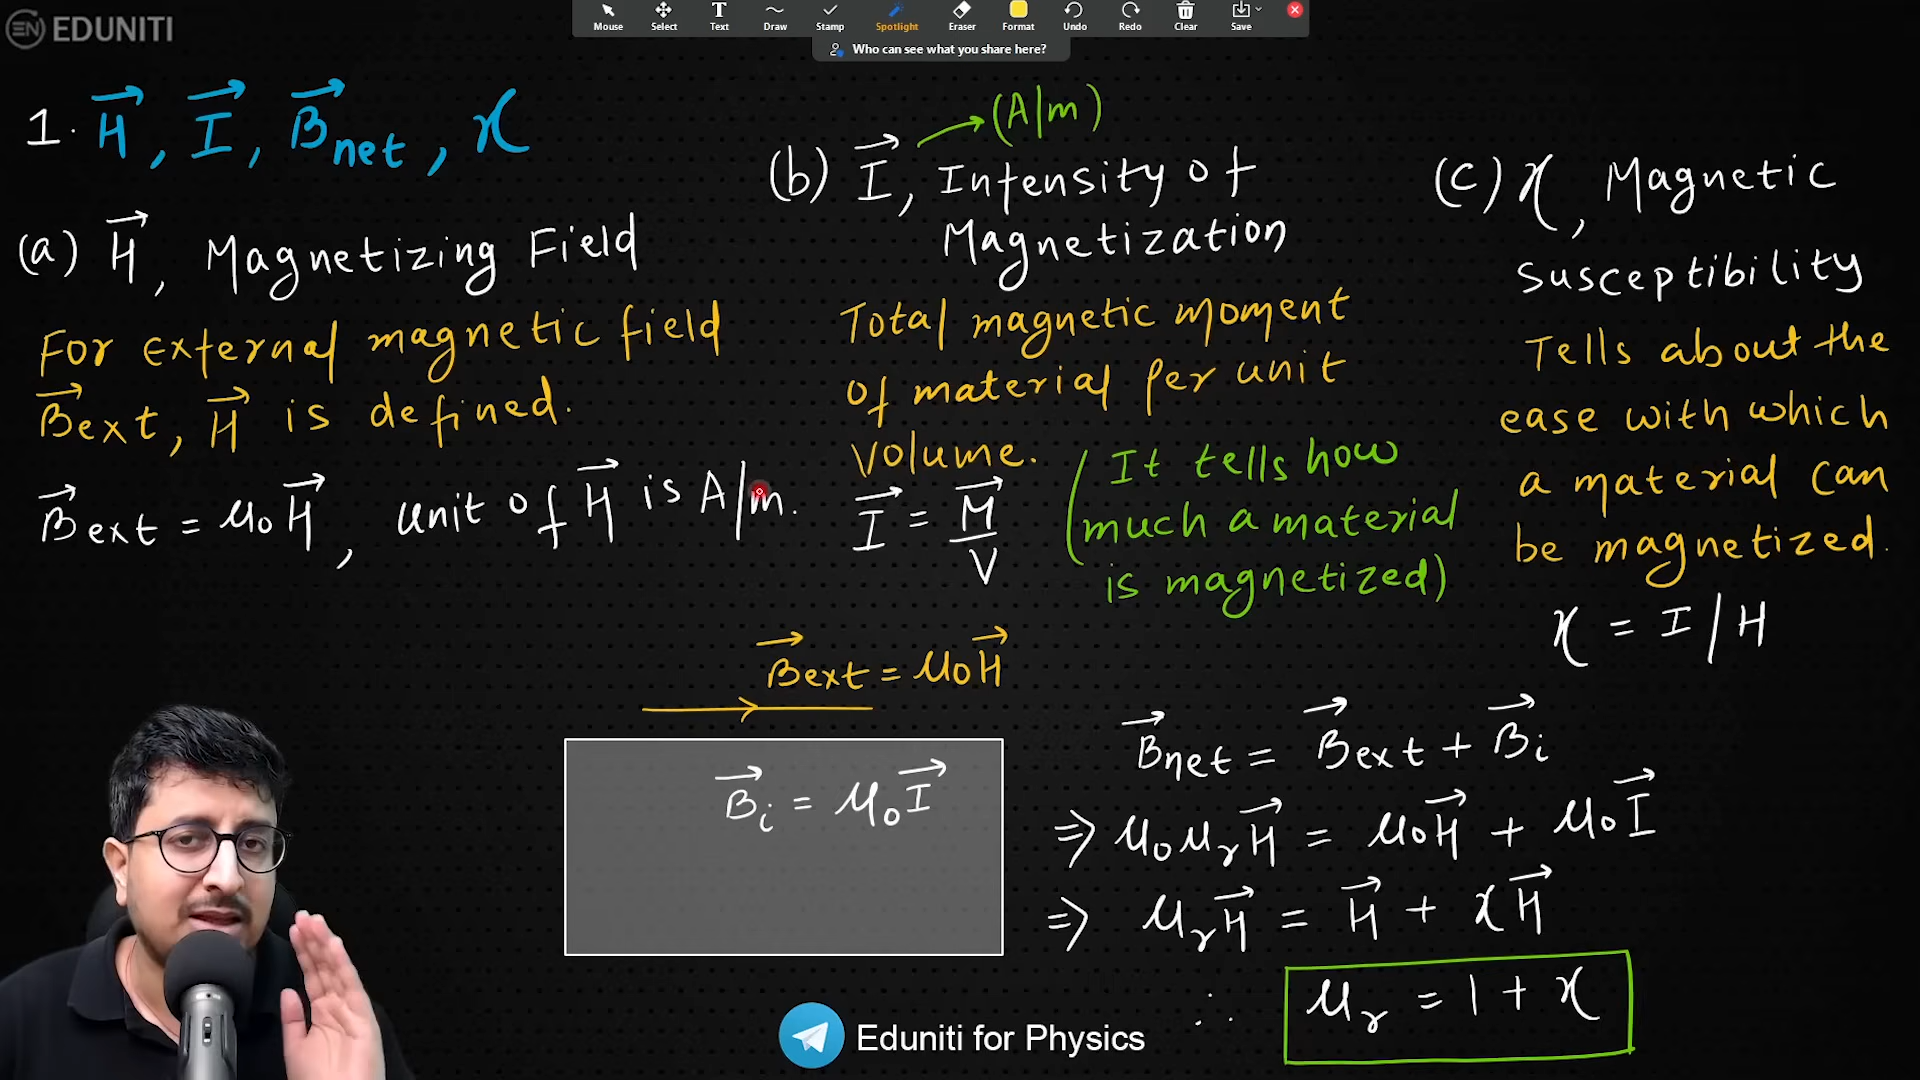 EN EDUNITI
Mouse Select Text Draw Stamp Spotlight Eraser Format Undo Redo Clear Save
Who can see what you share here?
1. H, I, Bnet, χ
(a) H, Magnetizing Field
For external magnetic field
Bext, H is defined.
Bext = μ0H, unit of H is A/m.
(b) I, Intensity of
(A/m)
Magnetization
Total magnetic moment
of material per unit
volume.
I = M/V
(It tells how
much a material
is magnetized)
(c) χ, Magnetic
susceptibility
Tells about the
ease with which
a material can
be magnetized.
χ = I/H
Bext = μ0H
Bi = μ0I
Bnet = Bext + Bi
⇒ μ0μrH = μ0H + μ0I
⇒ μrH = H + χH
∴ μr = 1 + χ
Eduniti for Physics